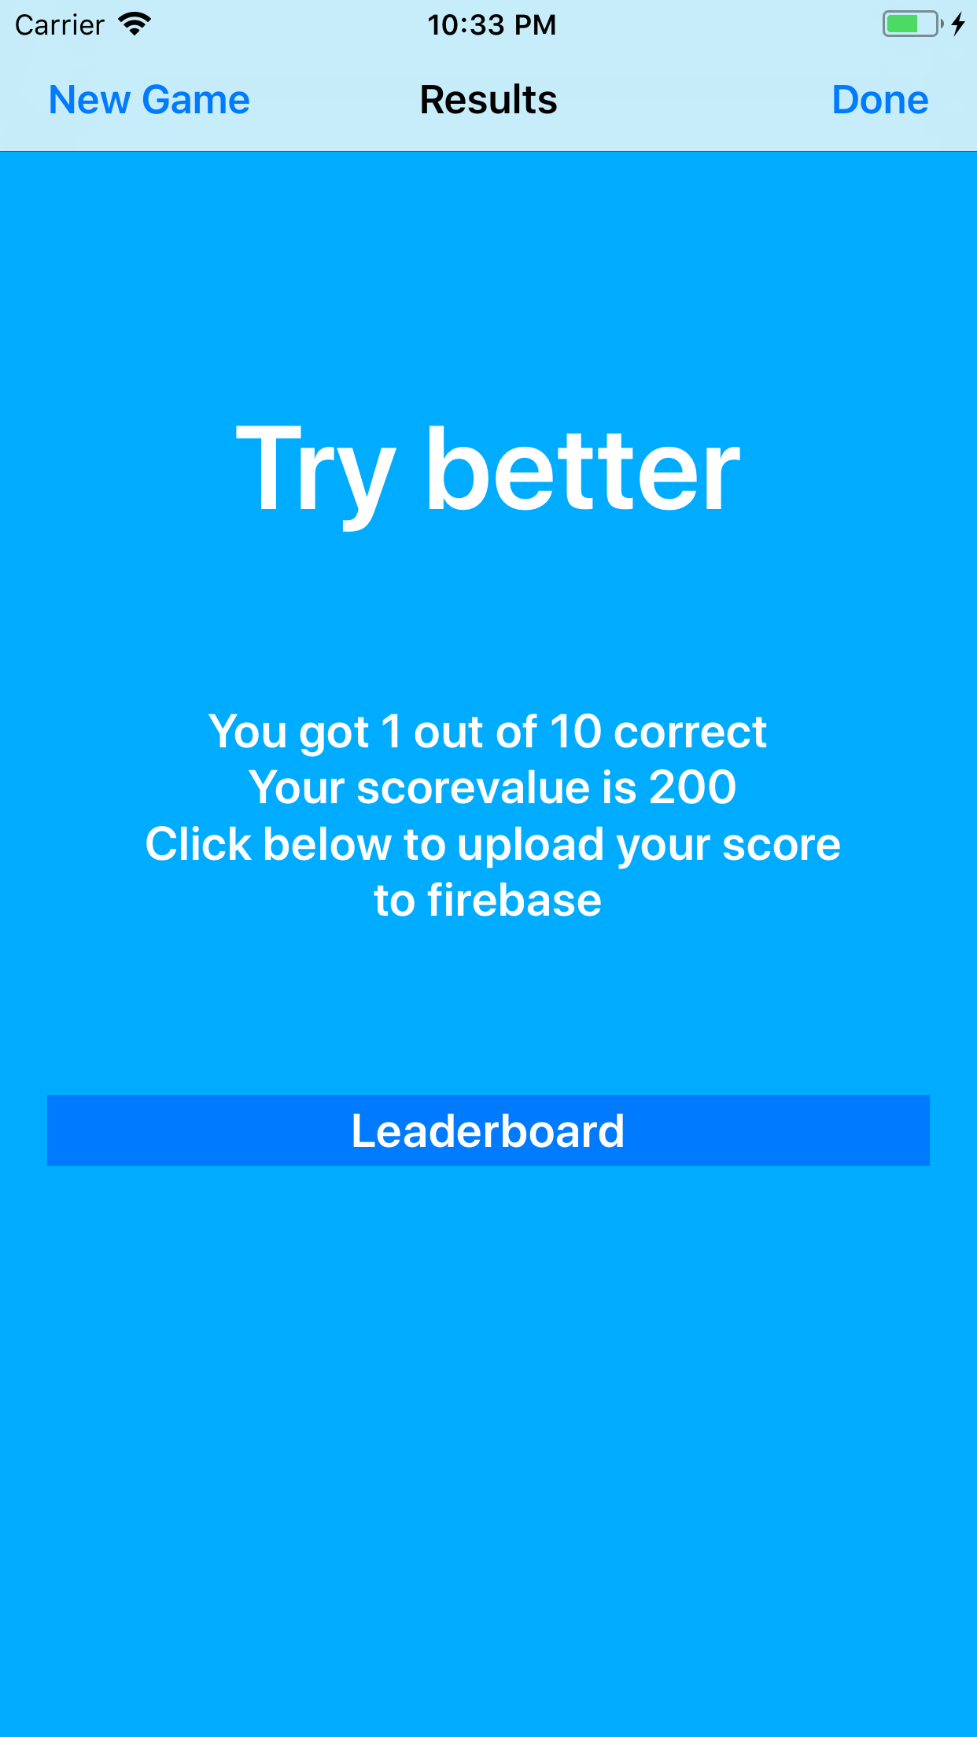 Carrier 10:33 PM
New Game Results Done
Try better
You got 1 out of 10 correct
Your scorevalue is 200
Click below to upload your score
to firebase
Leaderboard